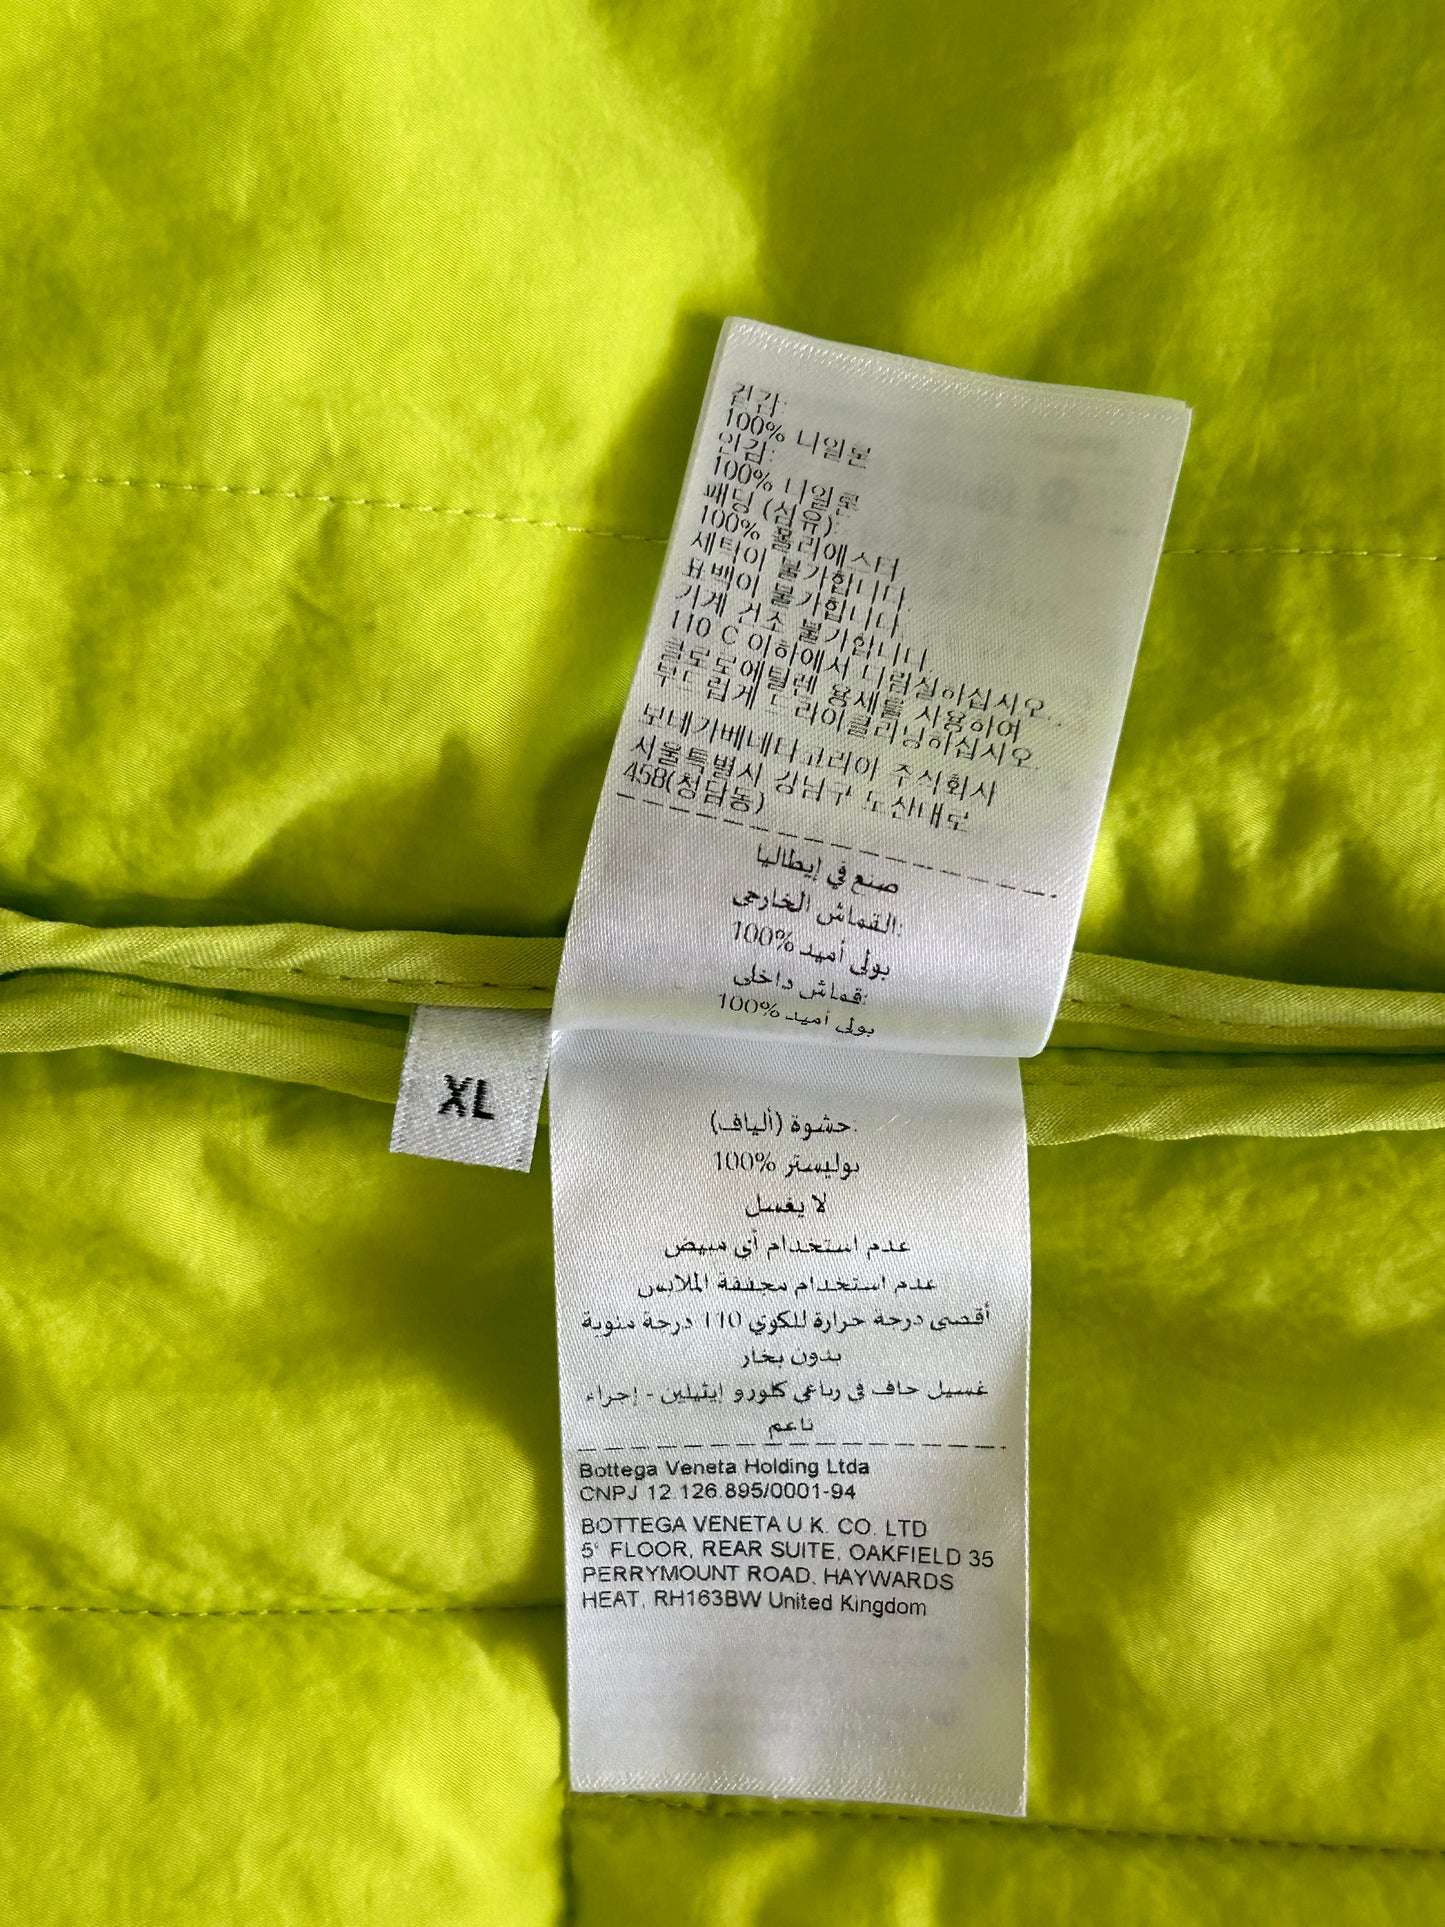 겉감:
100% 나일론
안감:
100% 나일론
패딩 (섬유):
100% 폴리에스터
세탁이 불가합니다.
표백이 불가합니다.
기계 건조 불가합니다.
110 C 이하에서 다림질하십시오.
클로로에틸렌 용제를 사용하여
부드럽게 드라이클리닝하십시오.
보테가베네타코리아 주식회사
서울특별시 강남구 도산대로
458(청담동)
صنع في إيطاليا
القماش الخارجي:
بولي أميد %100
قماش داخلي:
بولي أميد %100
XL
حشوة (ألياف):
بوليستر %100
لا يغسل
عدم استخدام أي مبيض
عدم استخدام مجففة الملابس
أقصى درجة حرارة للكوي 110 درجة مئوية
بدون بخار
غسيل جاف في رباعي كلورو إيثيلين - إجراء
ناعم
Bottega Veneta Holding Ltda
CNPJ 12.126.895/0001-94
BOTTEGA VENETA U.K. CO. LTD
5° FLOOR, REAR SUITE, OAKFIELD 35
PERRYMOUNT ROAD, HAYWARDS
HEAT, RH163BW United Kingdom